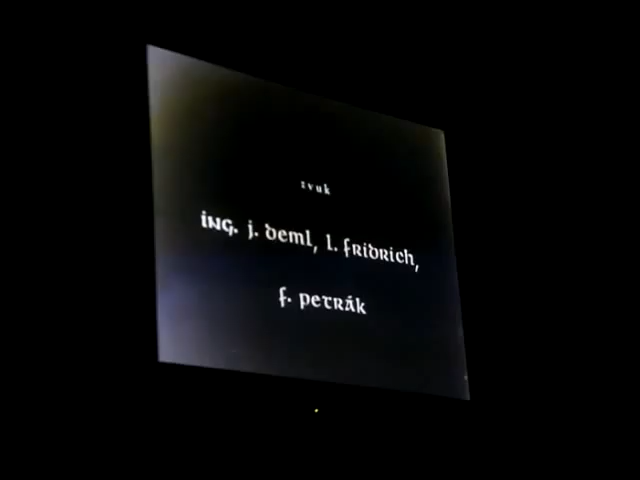 zvuk
ing. j. deml, l. fridrich,
f. petrák